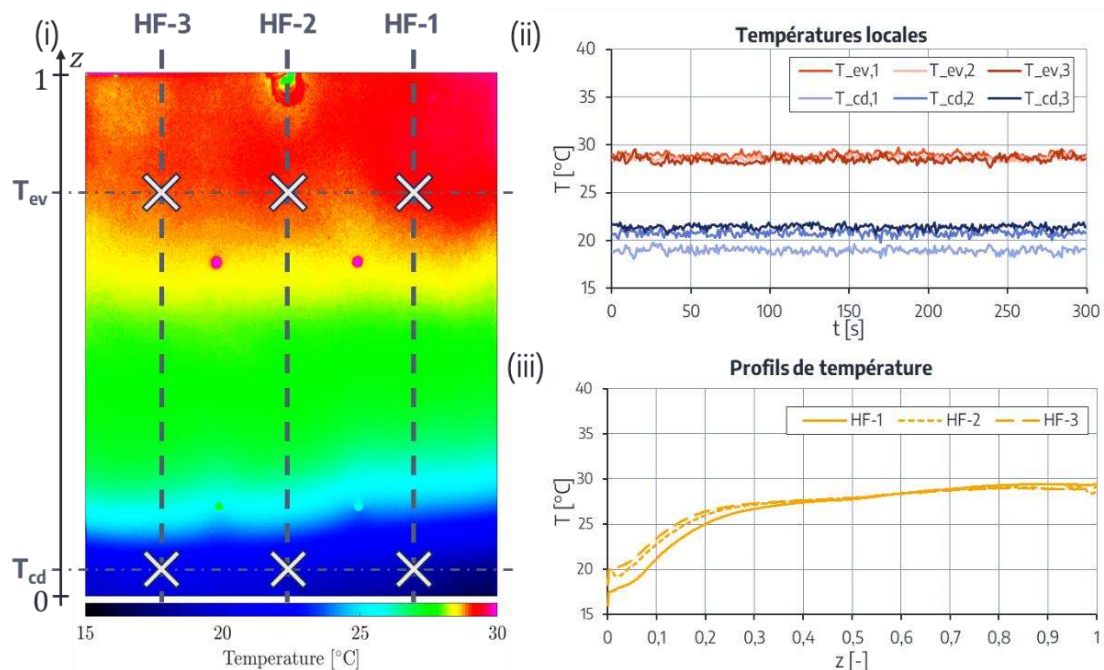 (i)
HF-3 HF-2 HF-1
z
1
T_ev
T_cd
0
15 20 25 30
Temperature [°C]
(ii)
Températures locales
40
35
30
25
20
15
T [°C]
T_ev,1 T_ev,2 T_ev,3
T_cd,1 T_cd,2 T_cd,3
0 50 100 150 200 250 300
t [s]
(iii)
Profils de température
40
35
30
25
20
15
T [°C]
HF-1 HF-2 HF-3
0 0,1 0,2 0,3 0,4 0,5 0,6 0,7 0,8 0,9 1
z [-]